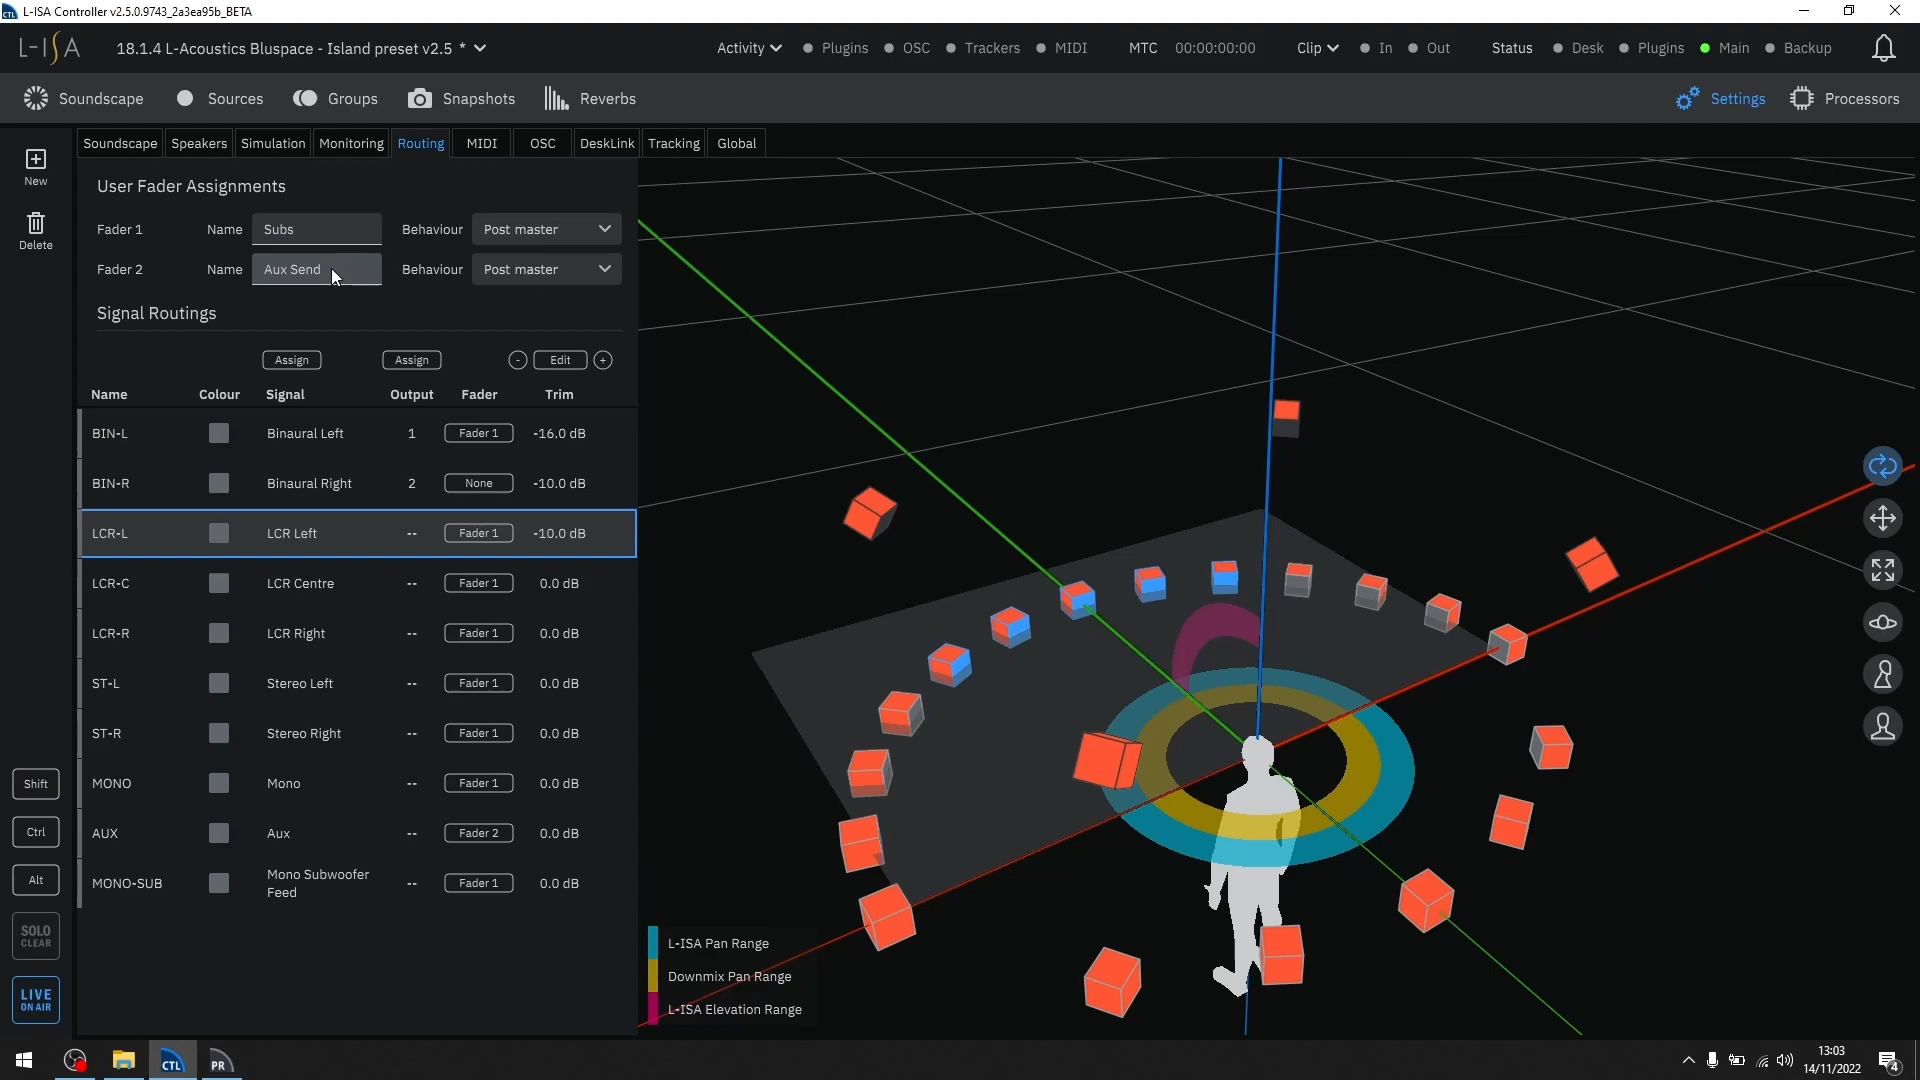 CTL L-ISA Controller v2.5.0.9743_2a3ea95b_BETA
L-ISA 18.1.4 L-Acoustics Bluspace - Island preset v2.5 * Activity Plugins OSC Trackers MIDI MTC 00:00:00:00 Clip In Out Status Desk Plugins Main Backup
Soundscape Sources Groups Snapshots Reverbs Settings Processors
Soundscape Speakers Simulation Monitoring Routing MIDI OSC DeskLink Tracking Global
New
Delete
User Fader Assignments
Fader 1 Name Subs Behaviour Post master
Fader 2 Name Aux Send Behaviour Post master
Signal Routings
Assign Assign - Edit +
Name Colour Signal Output Fader Trim
BIN-L Binaural Left 1 Fader 1 -16.0 dB
BIN-R Binaural Right 2 None -10.0 dB
LCR-L LCR Left -- Fader 1 -10.0 dB
LCR-C LCR Centre -- Fader 1 0.0 dB
LCR-R LCR Right -- Fader 1 0.0 dB
ST-L Stereo Left -- Fader 1 0.0 dB
ST-R Stereo Right -- Fader 1 0.0 dB
MONO Mono -- Fader 1 0.0 dB
AUX Aux -- Fader 2 0.0 dB
MONO-SUB Mono Subwoofer Feed -- Fader 1 0.0 dB
Shift
Ctrl
Alt
SOLO
CLEAR
LIVE
ON AIR
L-ISA Pan Range
Downmix Pan Range
L-ISA Elevation Range
CTL PR
13:03
14/11/2022
4